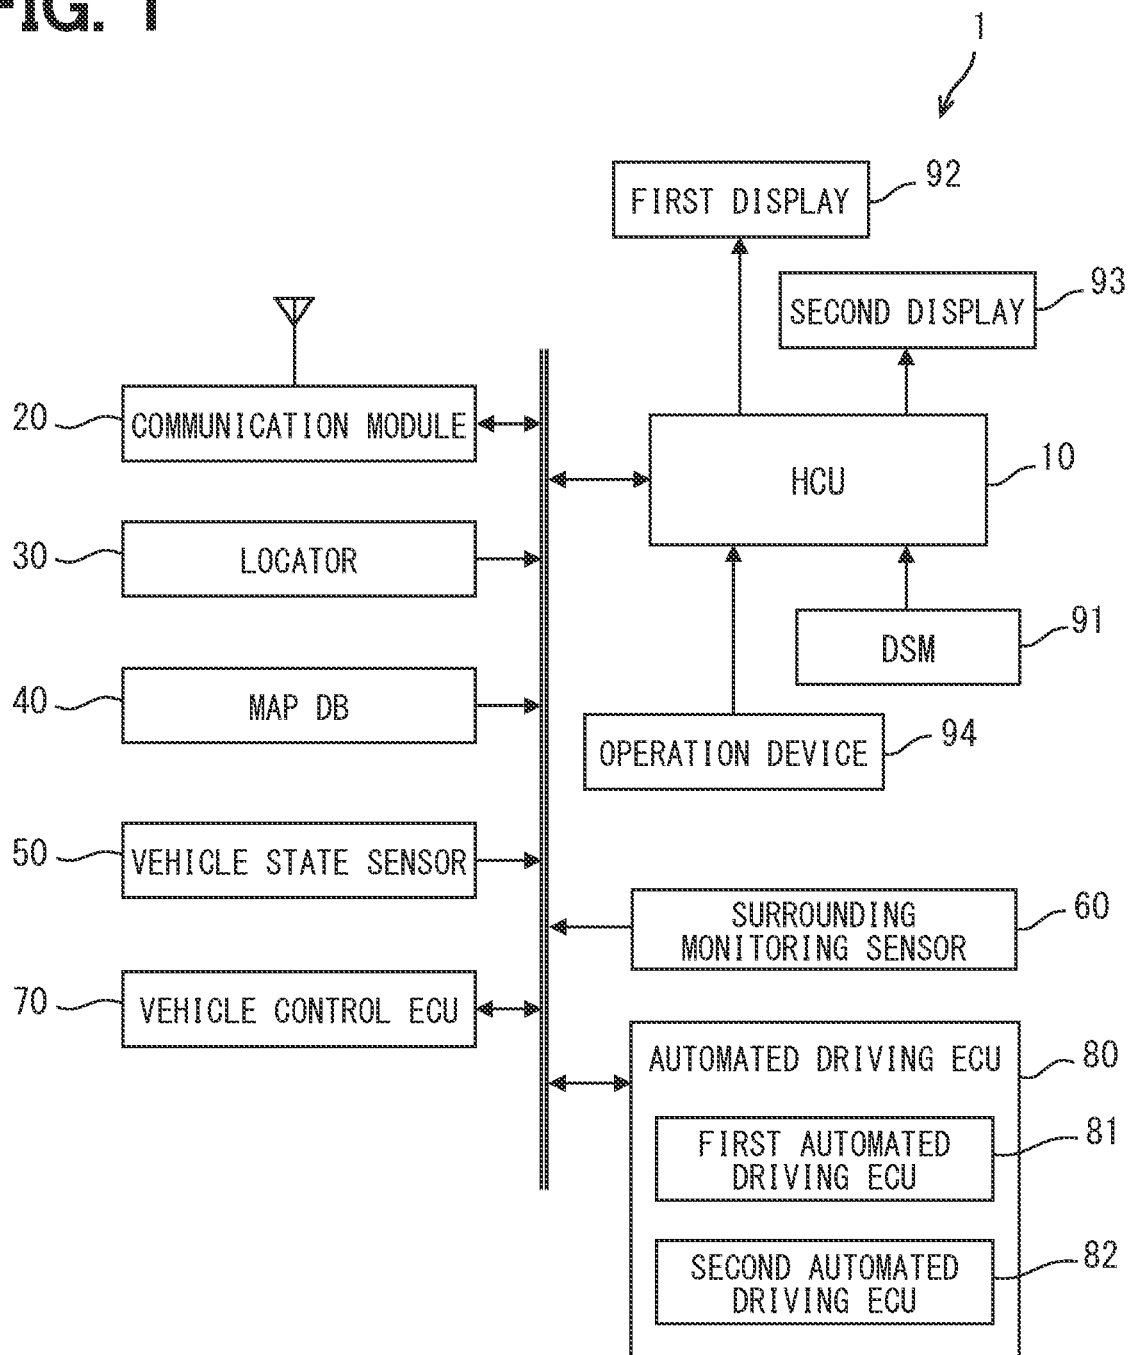 FIG. 1
1
FIRST DISPLAY
92
SECOND DISPLAY
93
20
COMMUNICATION MODULE
HCU
10
30
LOCATOR
DSM
91
40
MAP DB
OPERATION DEVICE
94
50
VEHICLE STATE SENSOR
SURROUNDING
MONITORING SENSOR
60
70
VEHICLE CONTROL ECU
AUTOMATED DRIVING ECU
80
FIRST AUTOMATED
DRIVING ECU
81
SECOND AUTOMATED
DRIVING ECU
82